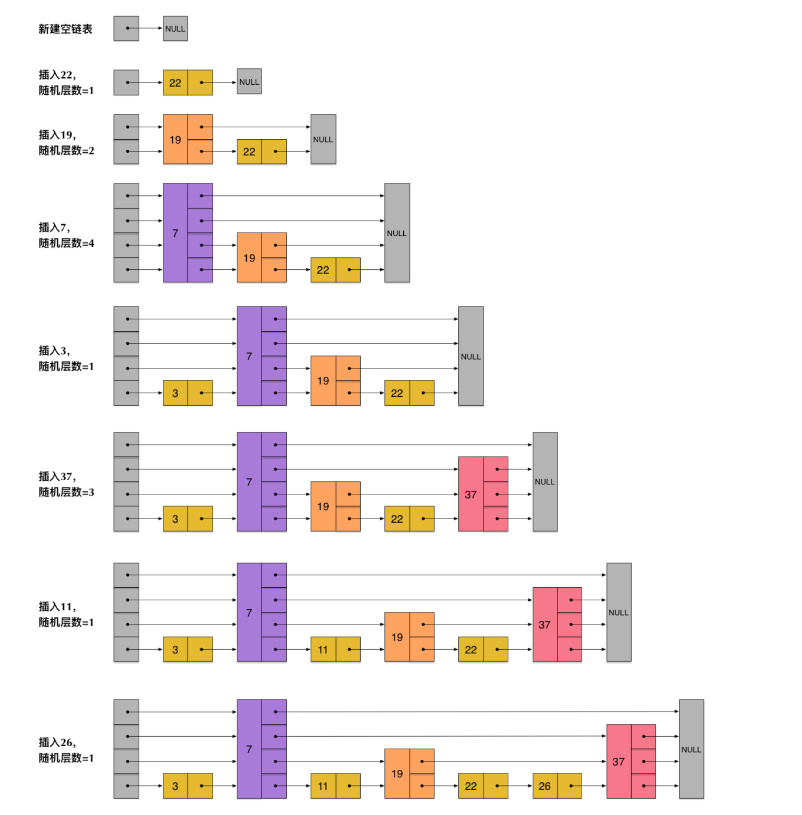 新建空链表
NULL
插入22,
随机层数=1
22
NULL
插入19,
随机层数=2
19
22
NULL
插入7,
随机层数=4
7
19
22
NULL
插入3,
随机层数=1
3
7
19
22
NULL
插入37,
随机层数=3
3
7
19
22
37
NULL
插入11,
随机层数=1
3
7
11
19
22
37
NULL
插入26,
随机层数=1
3
7
11
19
22
26
37
NULL